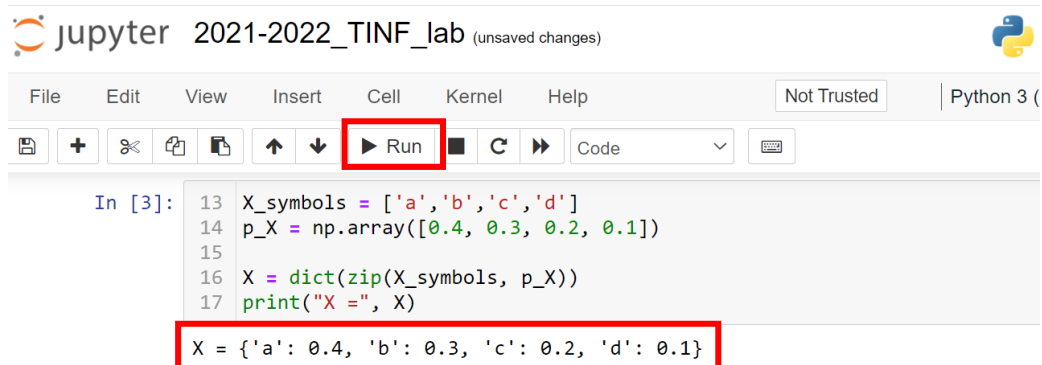 jupyter 2021-2022_TINF_lab (unsaved changes)
File Edit View Insert Cell Kernel Help Not Trusted Python 3 (
Run Code
In [3]: 13 X_symbols = ['a','b','c','d']
14 p_X = np.array([0.4, 0.3, 0.2, 0.1])
15
16 X = dict(zip(X_symbols, p_X))
17 print("X =", X)
X = {'a': 0.4, 'b': 0.3, 'c': 0.2, 'd': 0.1}